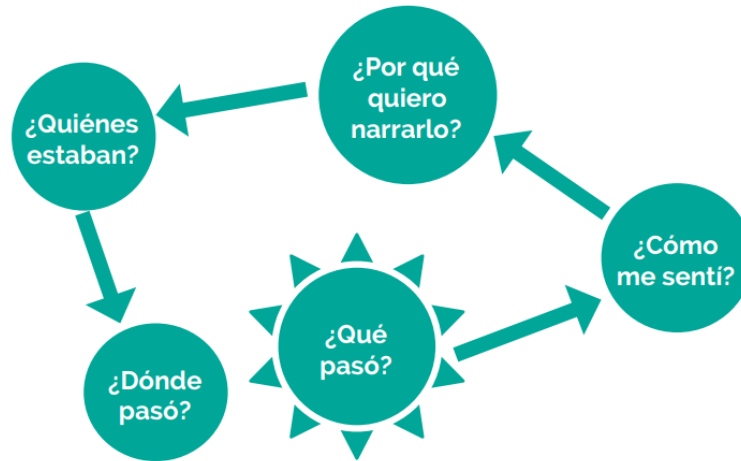 ¿Por qué
quiero
narrarlo?
¿Quiénes
estaban?
¿Cómo
me sentí?
¿Qué
pasó?
¿Dónde
pasó?